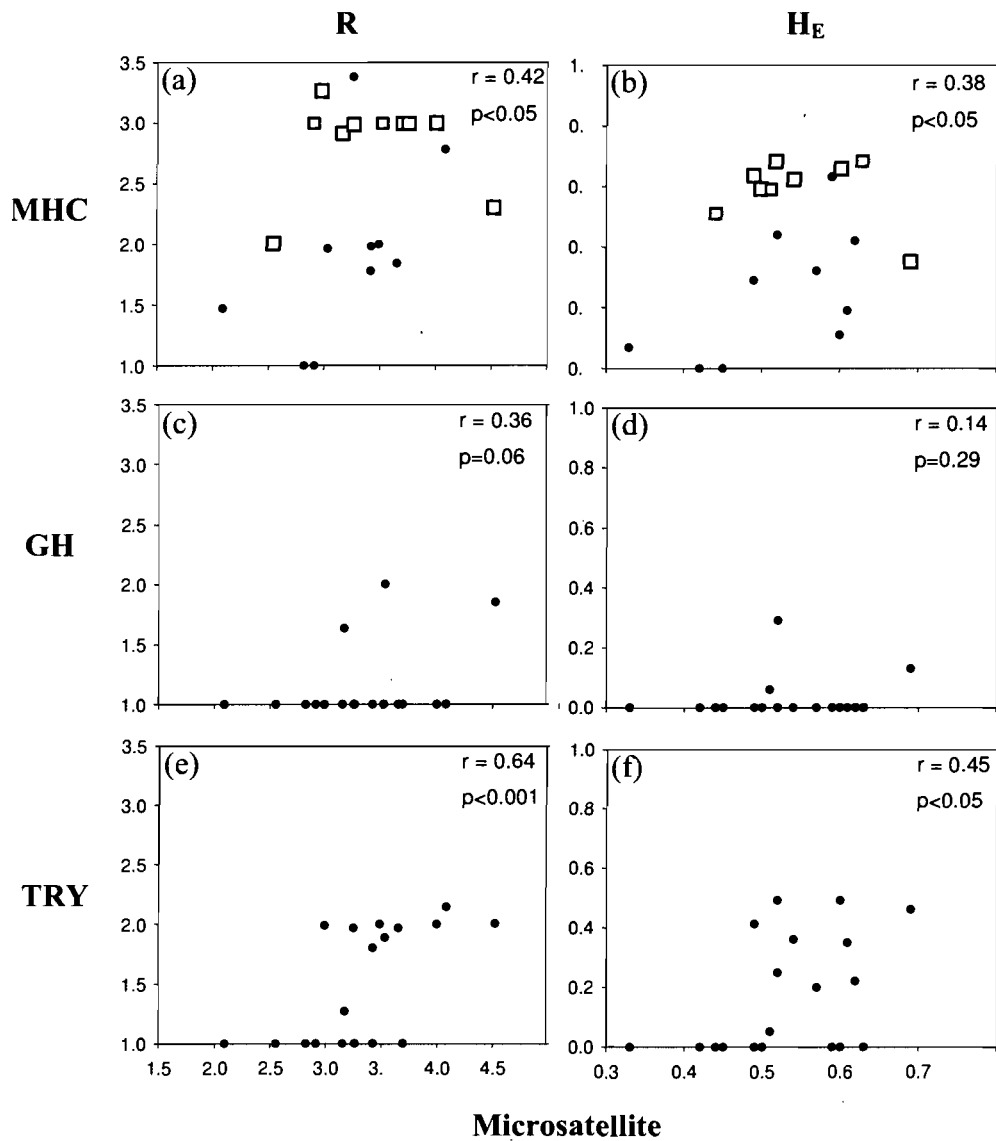 R
H_E
MHC
GH
TRY
(a)
r = 0.42
p<0.05
3.5
3.0
2.5
2.0
1.5
1.0
(b)
r = 0.38
p<0.05
1.
0.
0.
0.
0.
0.
(c)
r = 0.36
p=0.06
3.5
3.0
2.5
2.0
1.5
1.0
(d)
r = 0.14
p=0.29
1.0
0.8
0.6
0.4
0.2
0.0
(e)
r = 0.64
p<0.001
3.5
3.0
2.5
2.0
1.5
1.0
1.5 2.0 2.5 3.0 3. 4.0 4.5
(f)
r = 0.45
p<0.05
1.0
0.8
0.6
0.4
0.2
0.0
0.3 0.4 0.5 0.6 0.7
Microsatellite